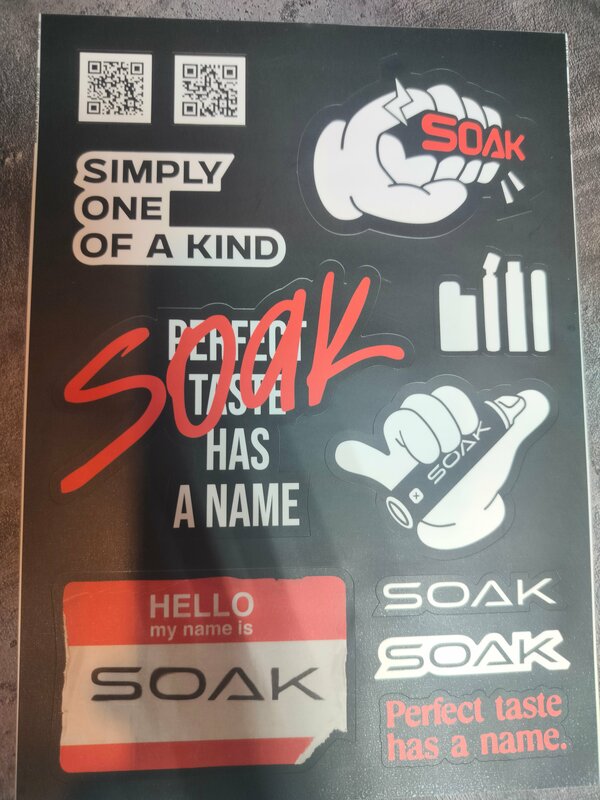 SOAK
SIMPLY
ONE
OF A KIND
soak
PERFECT
TASTE
HAS
A NAME
SOAK
HELLO
my name is
SOAK
SOAK
SOAK
Perfect taste
has a name.